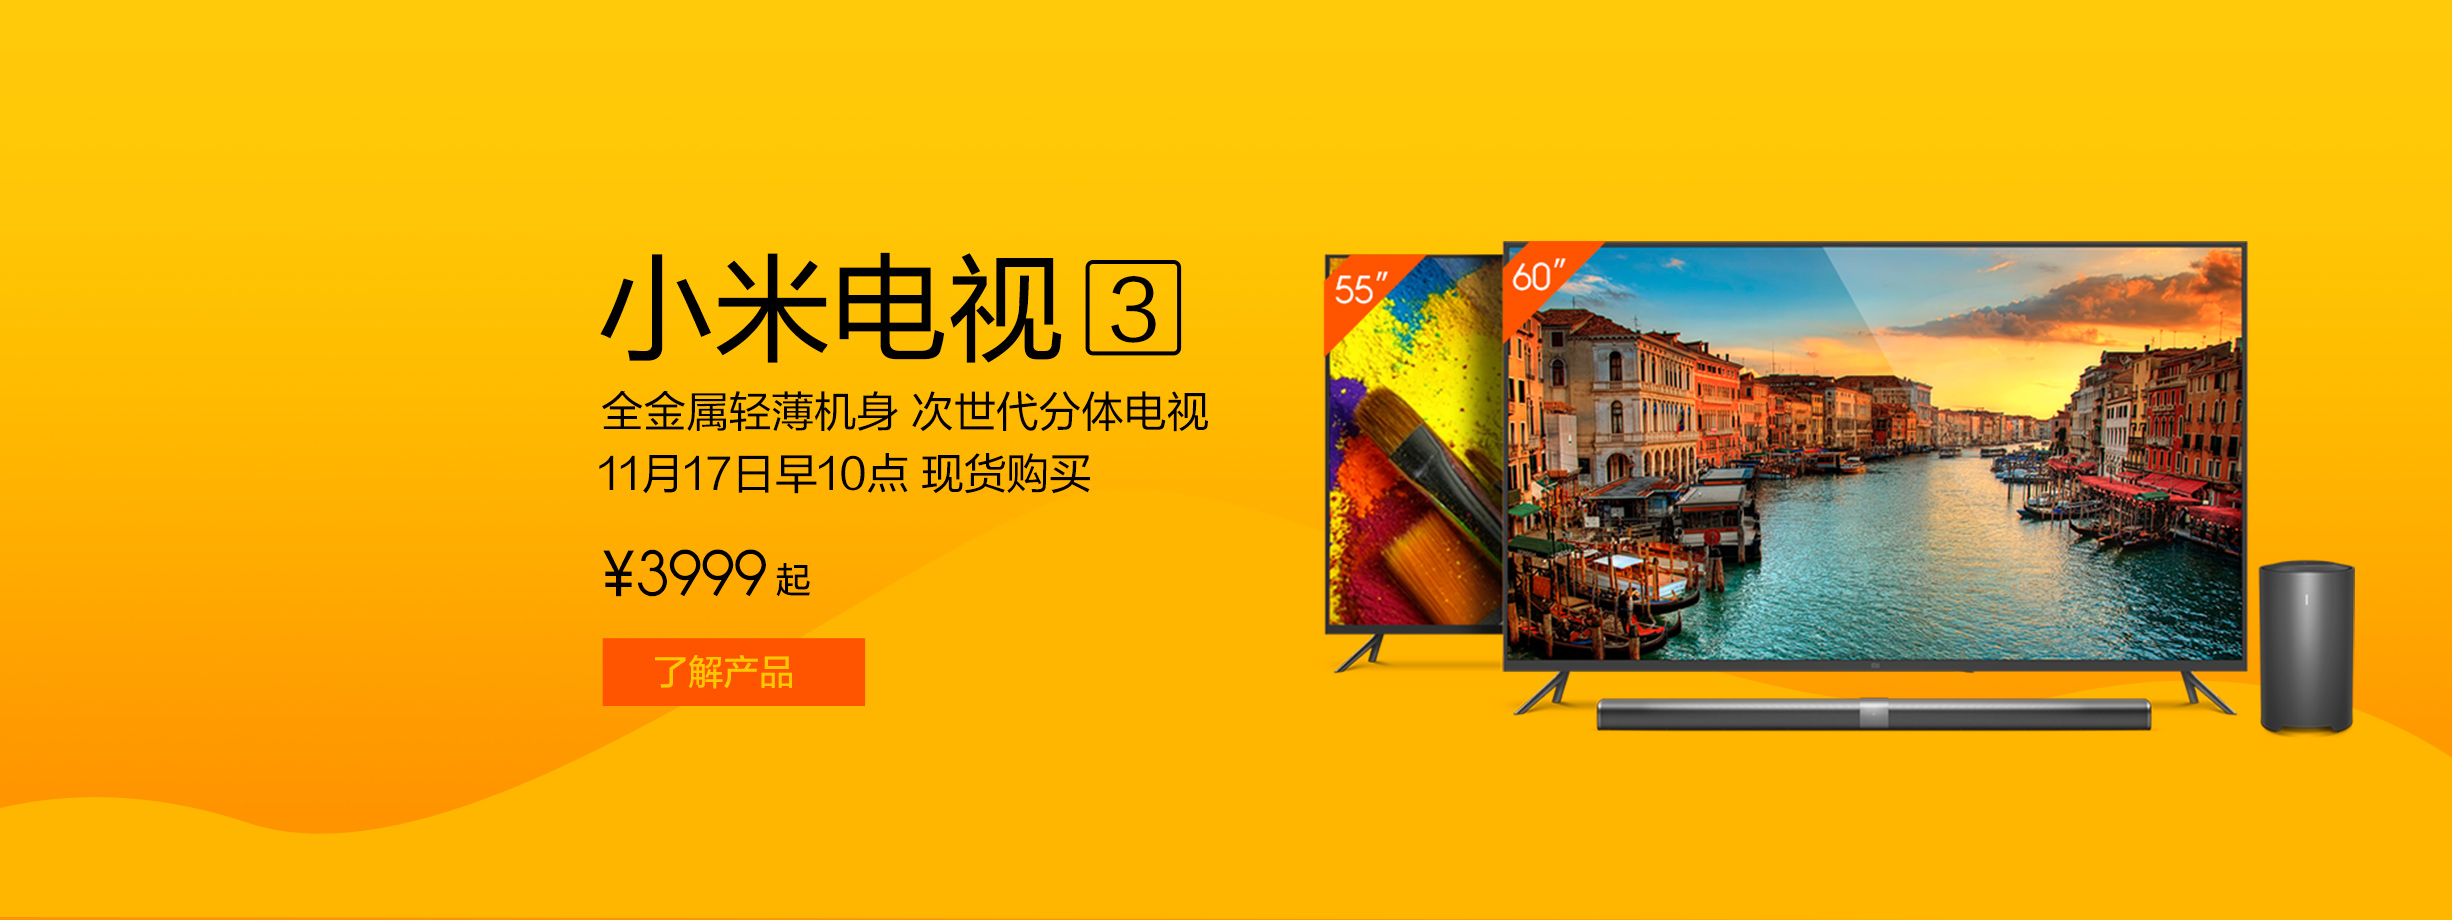 小米电视 3
全金属轻薄机身 次世代分体电视
11月17日早10点 现货购买
¥3999 起
了解产品
55”
60”